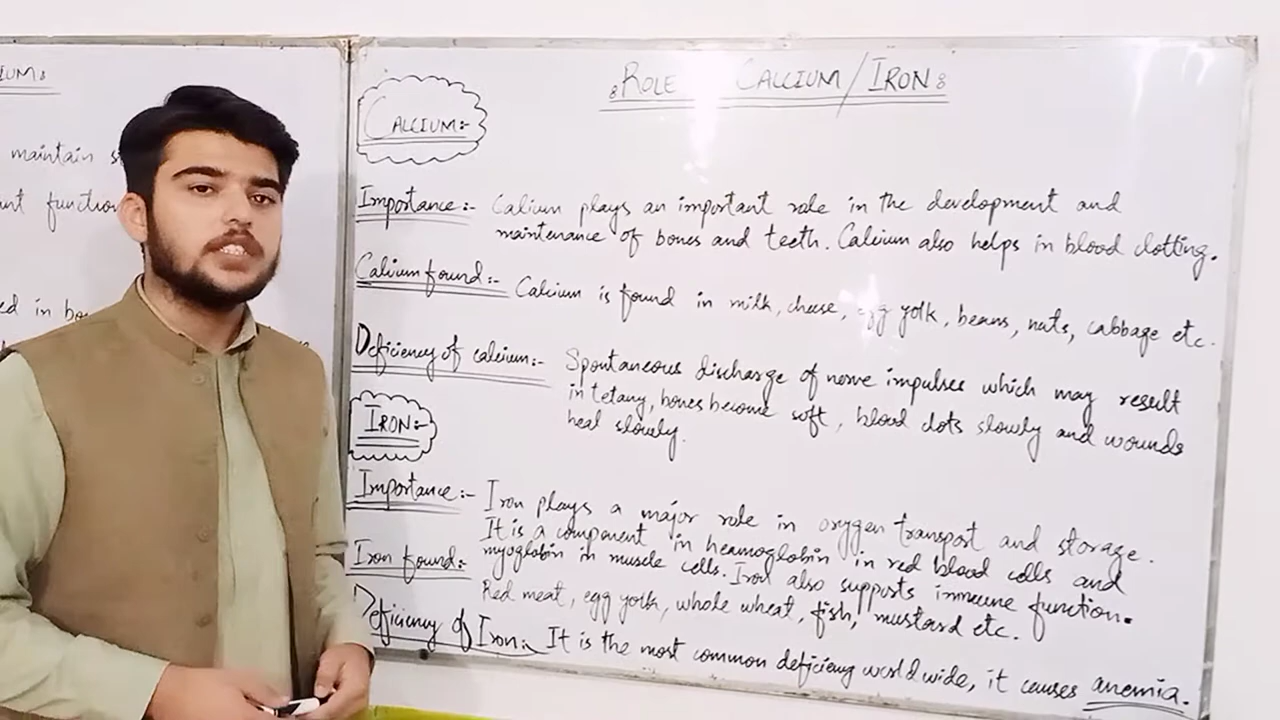 IUM:
maintain s
ant function
ed in bo
:ROLE CALCIUM/IRON:
CALCIUM:-
Importance:- Calcium plays an important role in the development and
maintenance of bones and teeth. Calcium also helps in blood clotting.
Calcium found:- Calcium is found in milk, cheese, egg yolk, beans, nuts, cabbage etc.
Deficiency of calcium:- Spontaneous discharge of nerve impulses which may result
in tetany, bones become soft, blood clots slowly and wounds
heal slowly.
IRON:-
Importance:- Iron plays a major role in oxygen transport and storage.
It is a component in heamoglobin in red blood cells and
myoglobin in muscle cells. Iron also supports immune function.
Iron found:- Red meat, egg yolk, whole wheat, fish, mustard etc.
Deficiency of Iron:- It is the most common deficieny worldwide, it causes anemia.